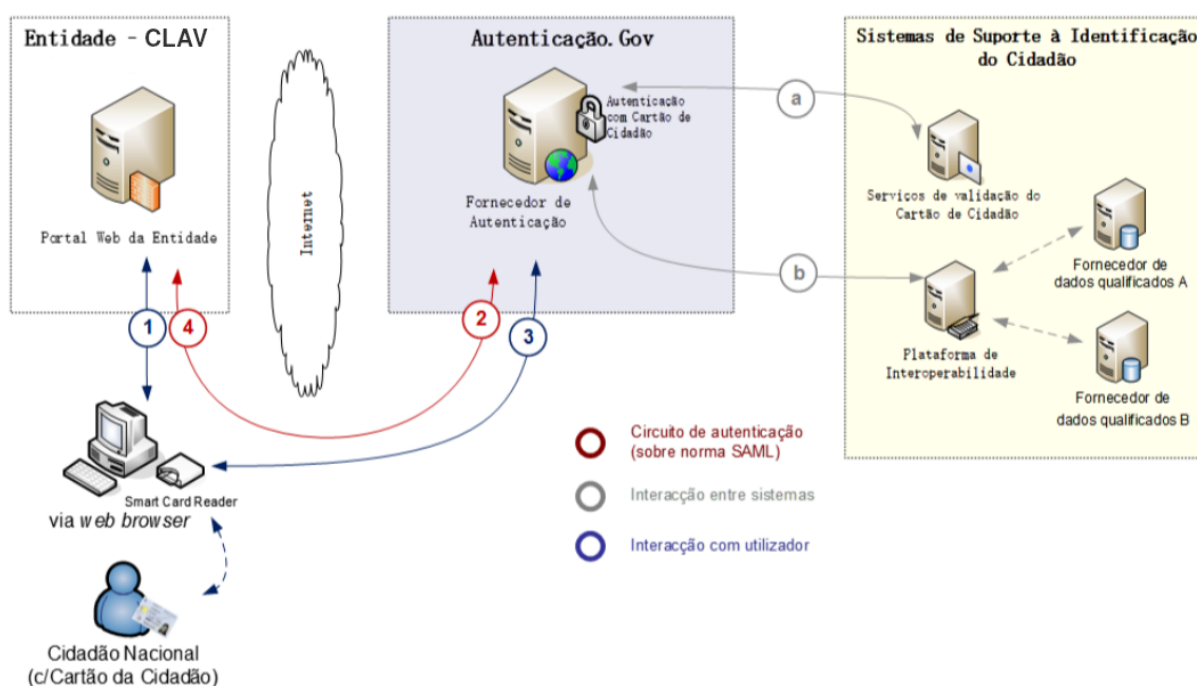 Entidade - CLAV
Portal Web da Entidade
1
4
Internet
Autenticação.Gov
Autenticação
com Cartão de
Cidadão
Fornecedor de
Autenticação
2
3
a
b
Sistemas de Suporte à Identificação
do Cidadão
Serviços de validação do
Cartão de Cidadão
Fornecedor de
dados qualificados A
Plataforma de
Interoperabilidade
Fornecedor de
dados qualificados B
Smart Card Reader
via web browser
Cidadão Nacional
(c/Cartão da Cidadão)
Circuito de autenticação
(sobre norma SAML)
Interacção entre sistemas
Interacção com utilizador